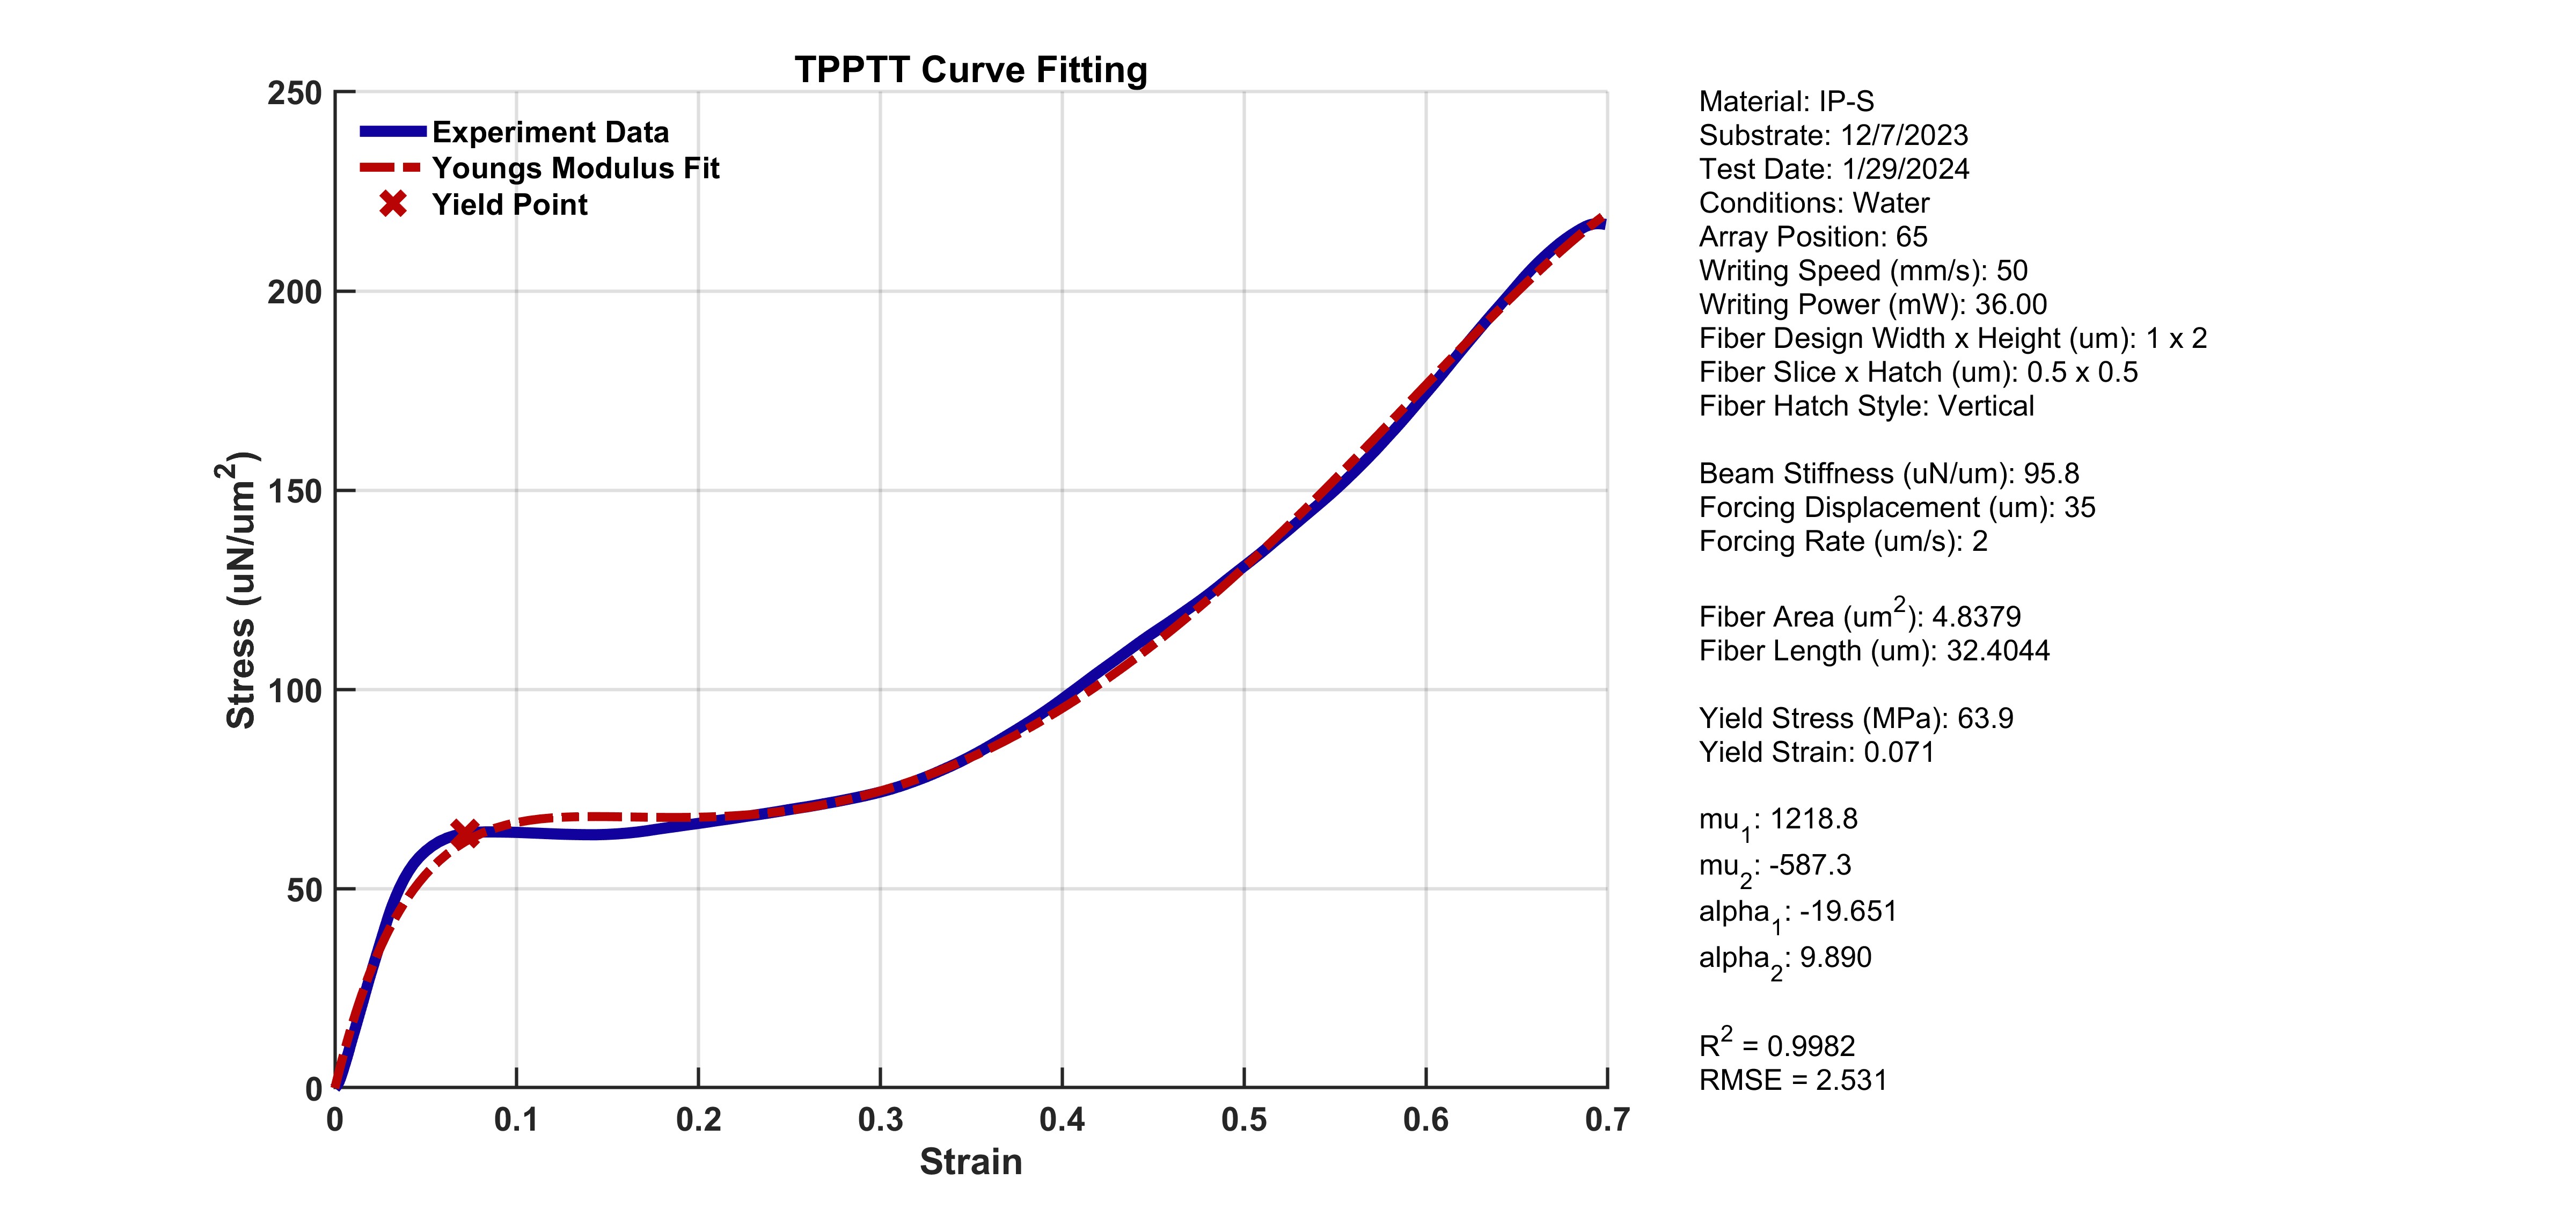 TPPTT Curve Fitting
250
200
150
100
50
0
Stress (uN/um²)
Experiment Data
Youngs Modulus Fit
Yield Point
0 0.1 0.2 0.3 0.4 0.5 0.6 0.7
Strain
Material: IP-S
Substrate: 12/7/2023
Test Date: 1/29/2024
Conditions: Water
Array Position: 65
Writing Speed (mm/s): 50
Writing Power (mW): 36.00
Fiber Design Width x Height (um): 1 x 2
Fiber Slice x Hatch (um): 0.5 x 0.5
Fiber Hatch Style: Vertical
Beam Stiffness (uN/um): 95.8
Forcing Displacement (um): 35
Forcing Rate (um/s): 2
Fiber Area (um²): 4.8379
Fiber Length (um): 32.4044
Yield Stress (MPa): 63.9
Yield Strain: 0.071
mu₁: 1218.8
mu₂: -587.3
alpha₁: -19.651
alpha₂: 9.890
R² = 0.9982
RMSE = 2.531